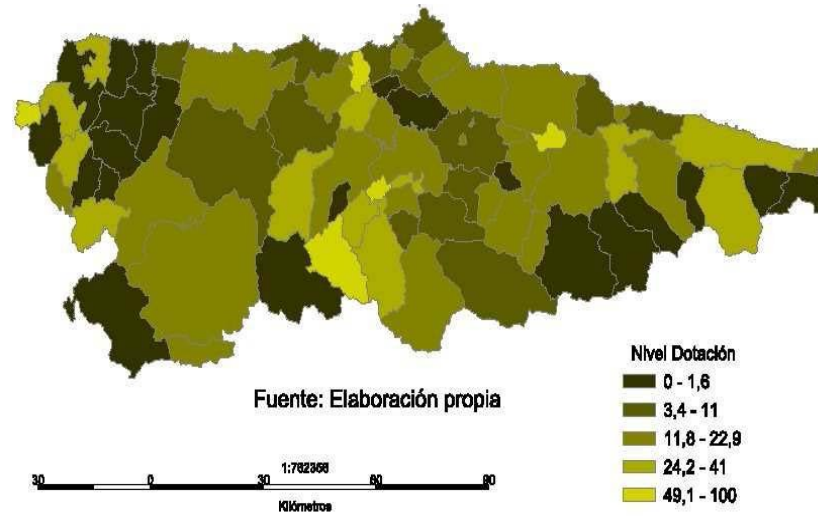 Nivel Dotación
0 - 1,6
3,4 - 11
11,8 - 22,9
24,2 - 41
49,1 - 100
Fuente: Elaboración propia
1:762356
30 0 30 60 90
Kilómetros